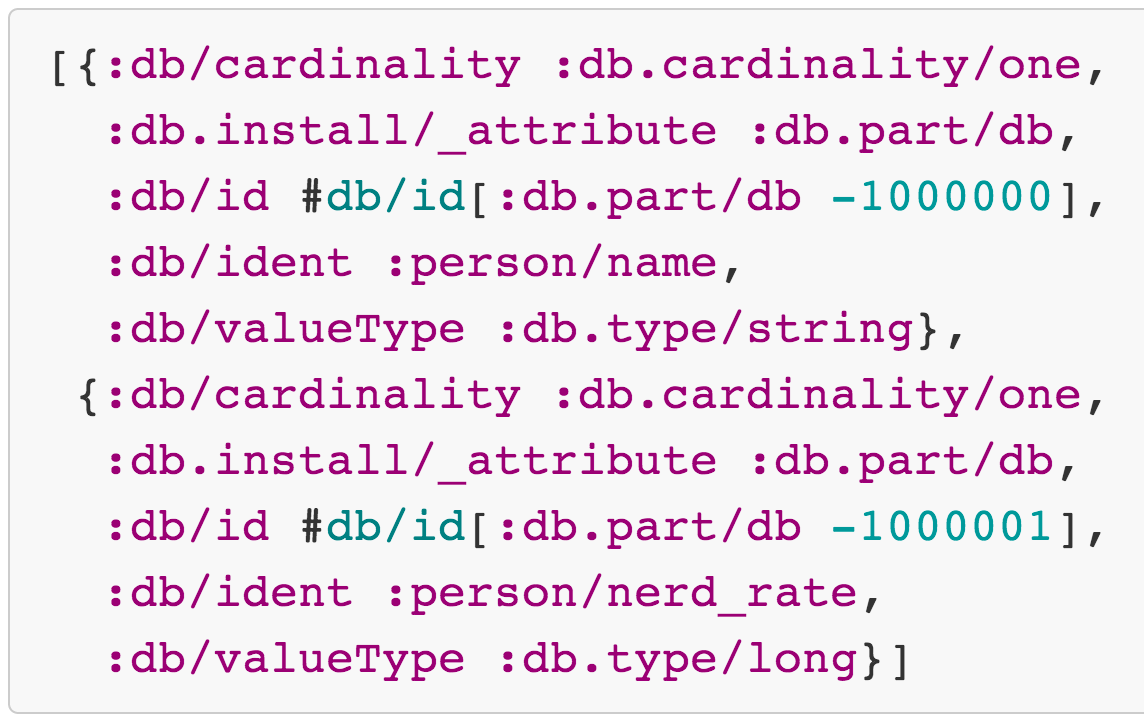 [{:db/cardinality :db.cardinality/one,
:db.install/_attribute :db.part/db,
:db/id #db/id[:db.part/db -1000000],
:db/ident :person/name,
:db/valueType :db.type/string},
{:db/cardinality :db.cardinality/one,
:db.install/_attribute :db.part/db,
:db/id #db/id[:db.part/db -1000001],
:db/ident :person/nerd_rate,
:db/valueType :db.type/long}]